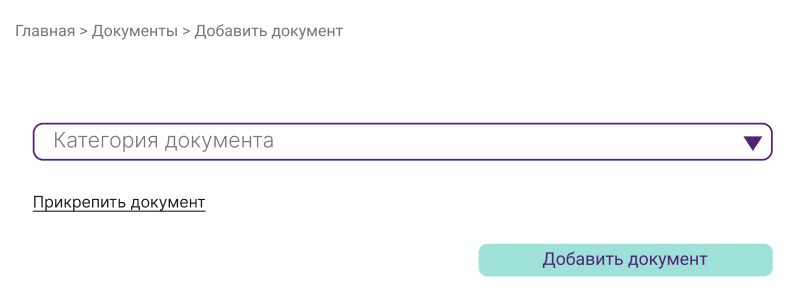 Главная > Документы > Добавить документ
Категория документа
Прикрепить документ
Добавить документ